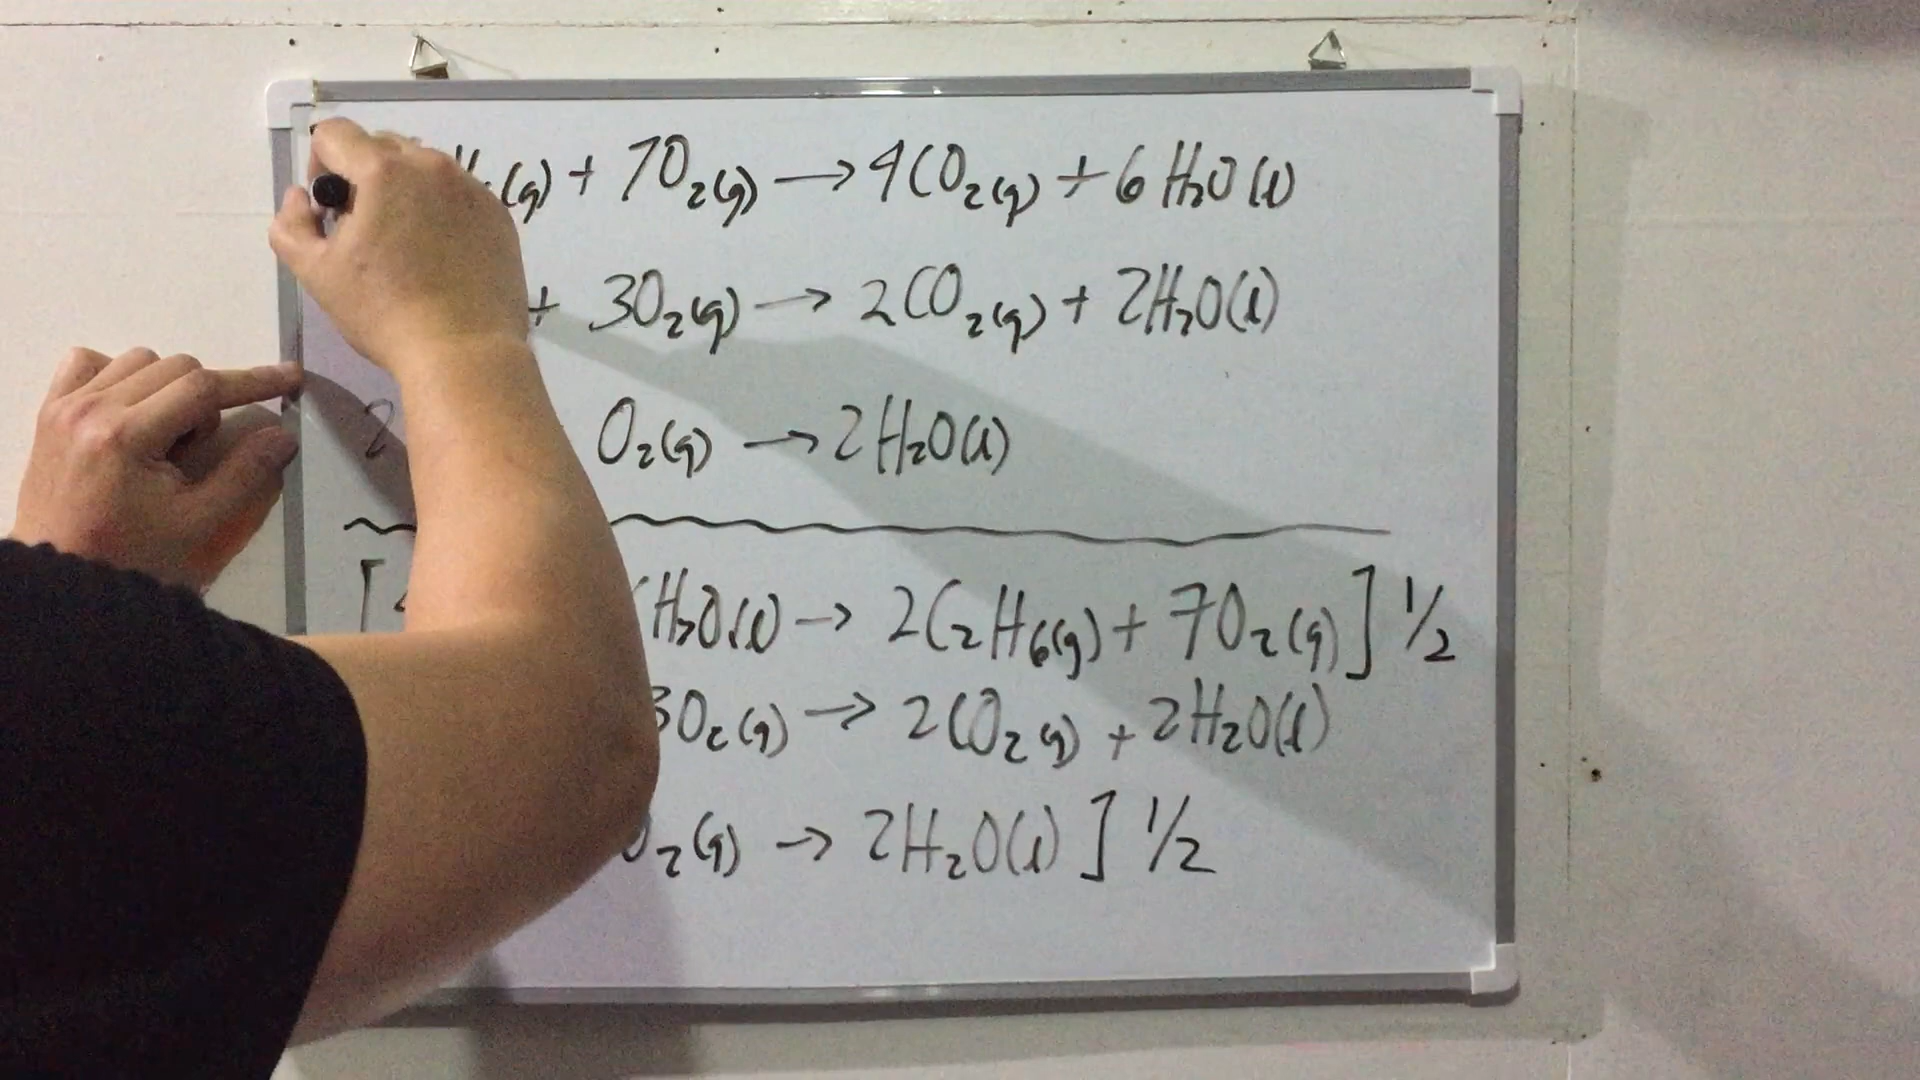 (g) + 7O₂(g) → 4CO₂(g) + 6H₂O(l)
+ 3O₂(g) → 2CO₂(g) + 2H₂O(l)
2 O₂(g) → 2H₂O(l)
[ H₂O(l) → 2C₂H₆(g) + 7O₂(g) ] 1/2
3O₂(g) → 2CO₂(g) + 2H₂O(l)
O₂(g) → 2H₂O(l) ] 1/2